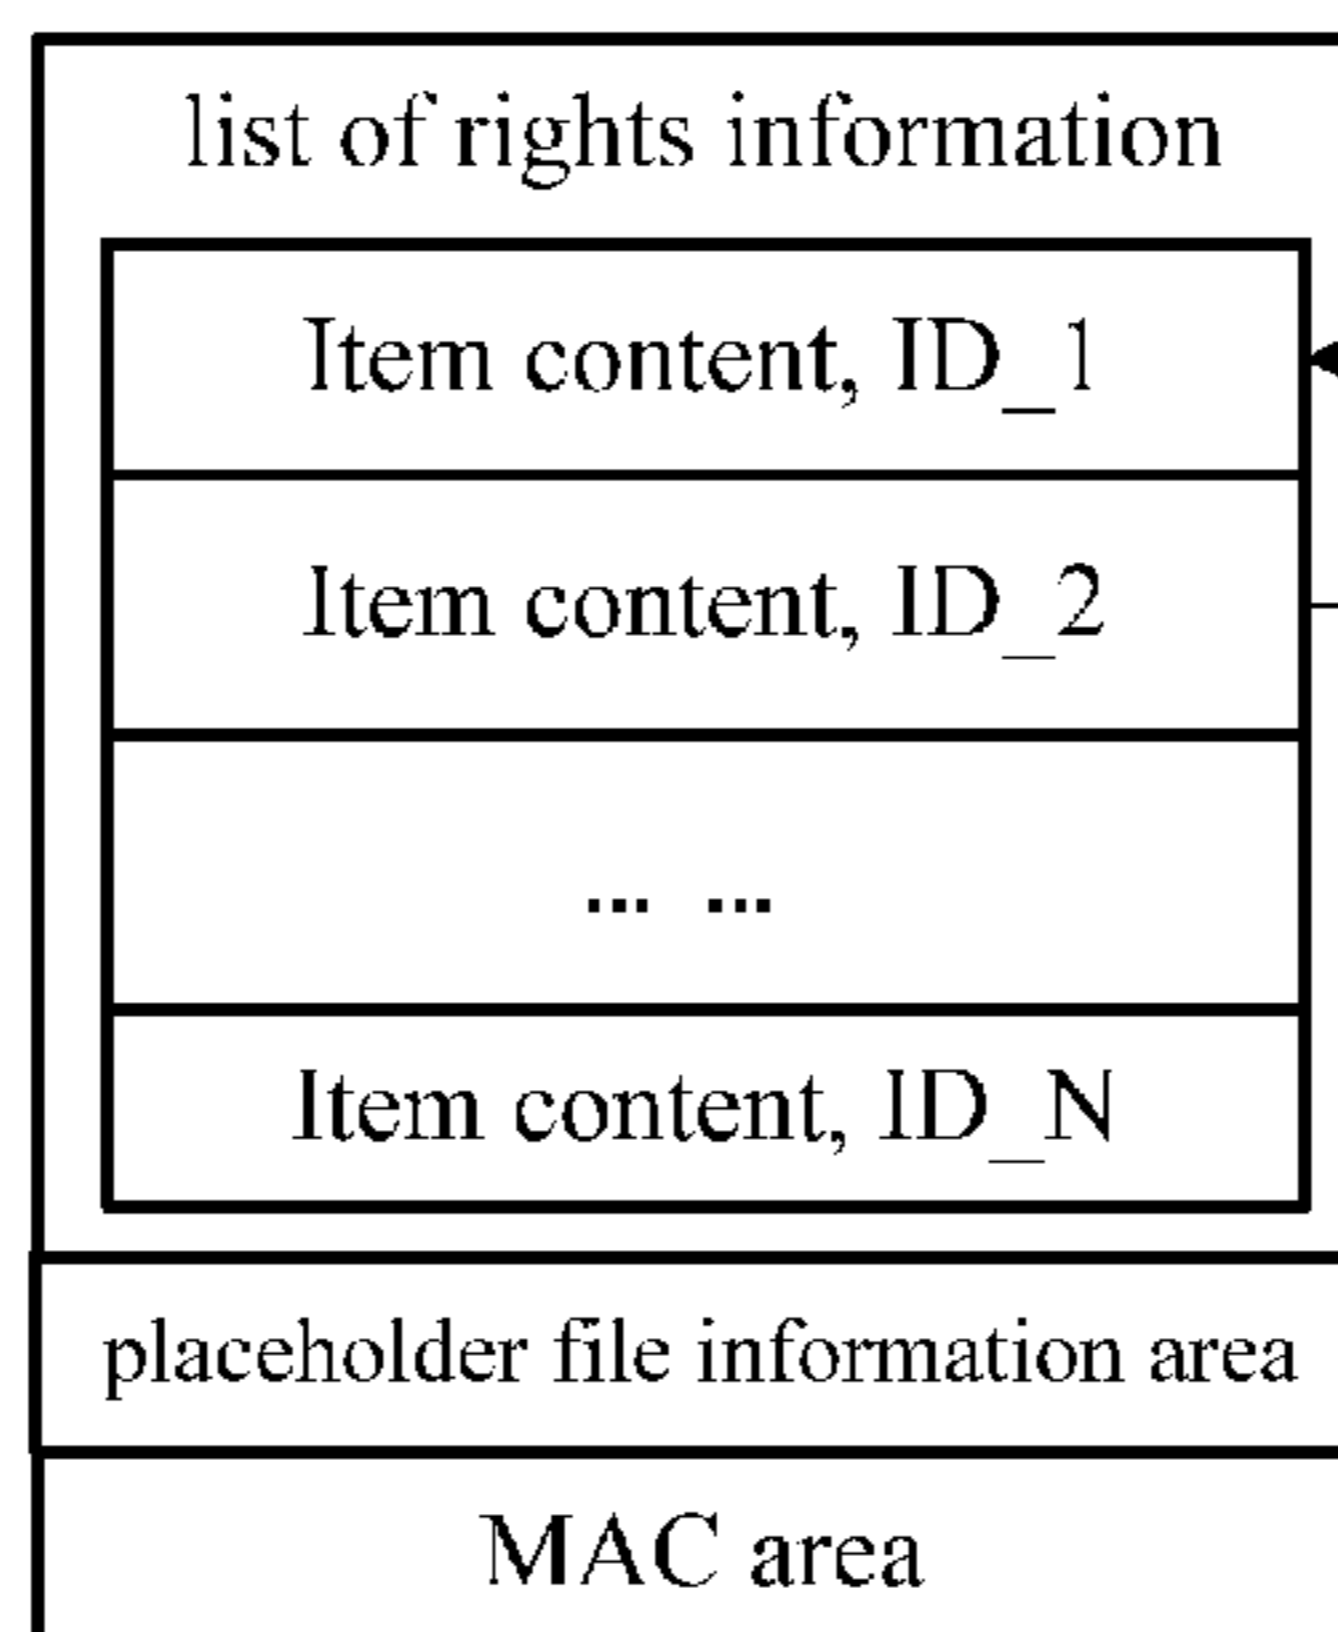 list of rights information
Item content, ID_1
Item content, ID_2
... ...
Item content, ID_N
placeholder file information area
MAC area